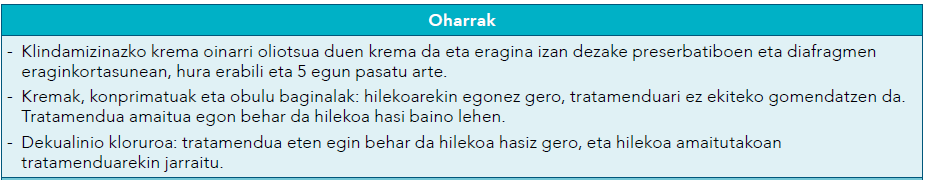 Oharrak
- Klindamizinazko krema oinarri oliotsua duen krema da eta eragina izan dezake preserbatiboen eta diafragmen
eraginkortasunean, hura erabili eta 5 egun pasatu arte.
- Kremak, konprimatuak eta obulu baginalak: hilekoarekin egonez gero, tratamenduari ez ekiteko gomendatzen da.
Tratamendua amaitua egon behar da hilekoa hasi baino lehen.
- Dekualinio kloruroa: tratamendua eten egin behar da hilekoa hasiz gero, eta hilekoa amaitutakoan
tratamenduarekin jarraitu.